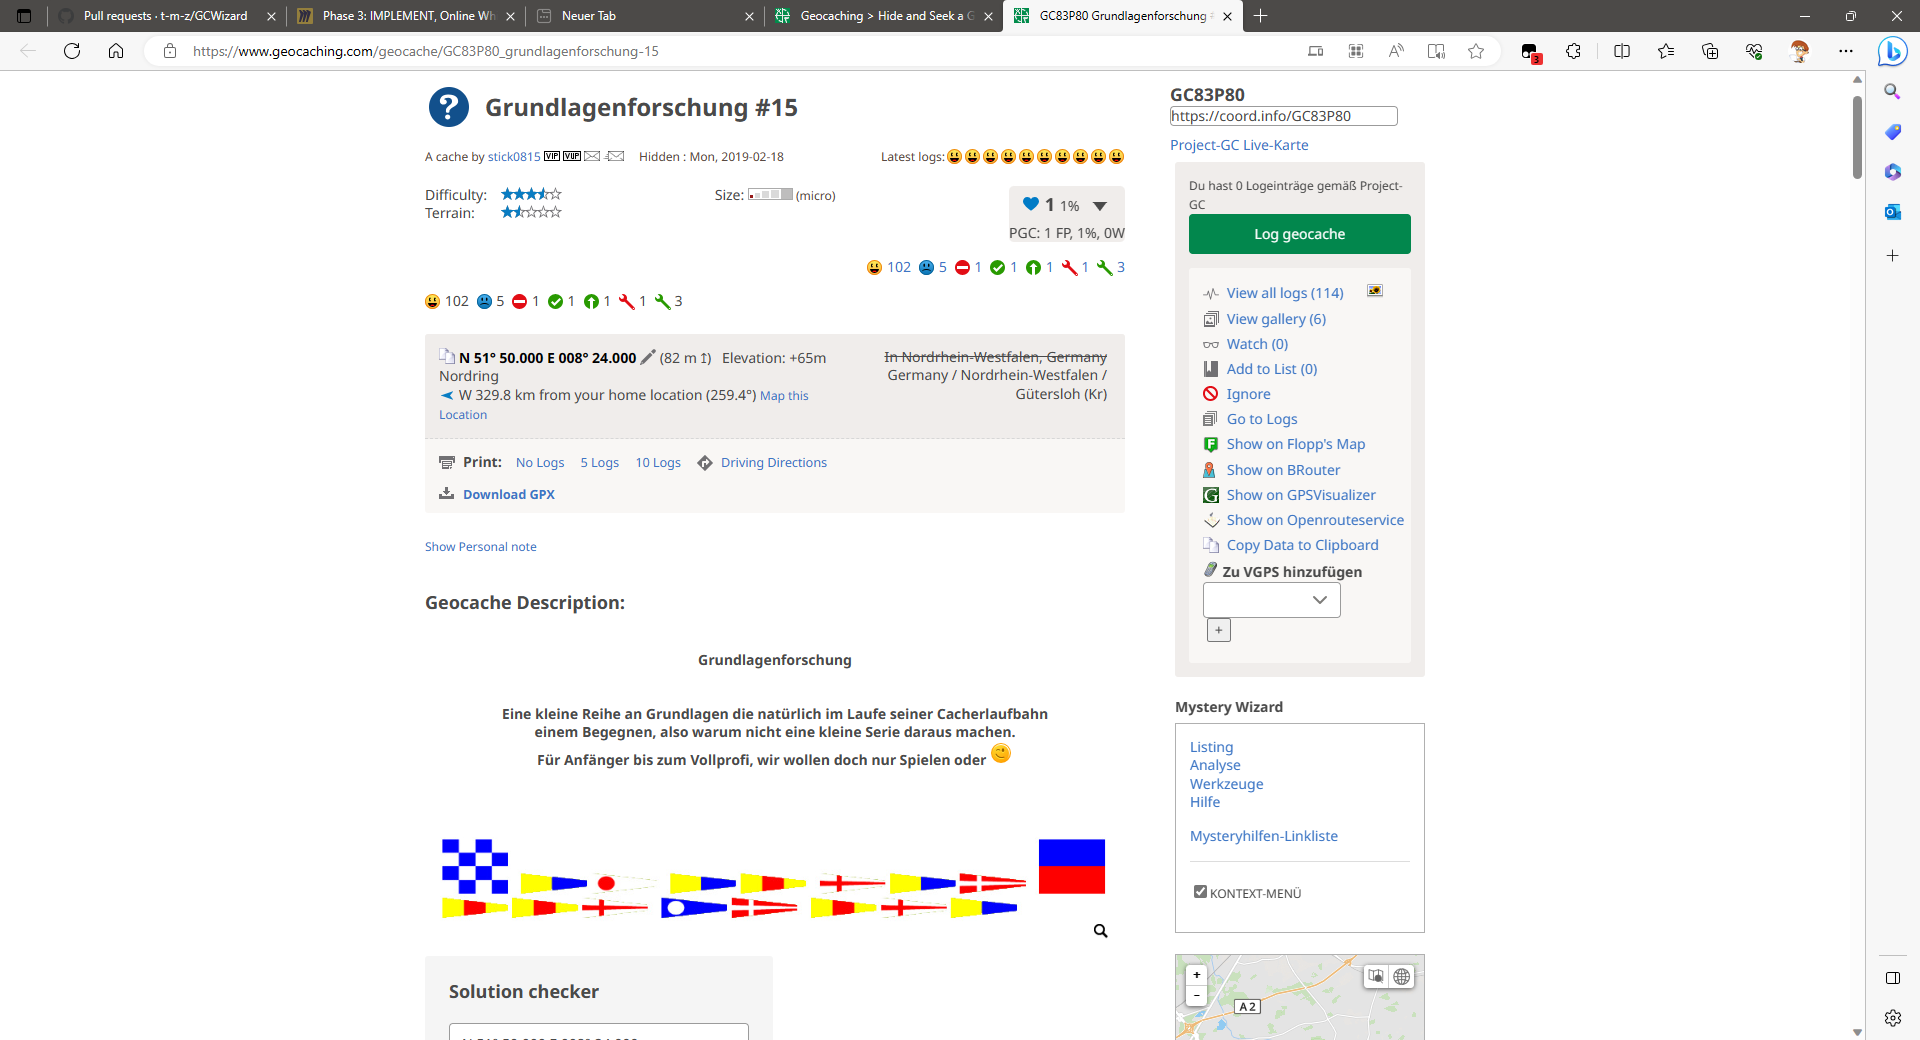 Pull requests · t-m-z/GCWizard
Phase 3: IMPLEMENT, Online Wh
Neuer Tab
Geocaching > Hide and Seek a G
GC83P80 Grundlagenforschung
https://www.geocaching.com/geocache/GC83P80_grundlagenforschung-15
3
Grundlagenforschung #15
A cache by stick0815 VIP VUP Hidden : Mon, 2019-02-18
Latest logs:
Difficulty:
Terrain:
Size: (micro)
1 1%
PGC: 1 FP, 1%, 0W
102 5 1 1 1 1 3
102 5 1 1 1 1 3
N 51° 50.000 E 008° 24.000 (82 m ↥) Elevation: +65m
Nordring
W 329.8 km from your home location (259.4°) Map this
Location
In Nordrhein-Westfalen, Germany
Germany / Nordrhein-Westfalen /
Gütersloh (Kr)
Print: No Logs 5 Logs 10 Logs Driving Directions
Download GPX
Show Personal note
Geocache Description:
Grundlagenforschung
Eine kleine Reihe an Grundlagen die natürlich im Laufe seiner Cacherlaufbahn
einem Begegnen, also warum nicht eine kleine Serie daraus machen.
Für Anfänger bis zum Vollprofi, wir wollen doch nur Spielen oder
Solution checker
GC83P80
https://coord.info/GC83P80
Project-GC Live-Karte
Du hast 0 Logeinträge gemäß Project-
GC
Log geocache
View all logs (114)
View gallery (6)
Watch (0)
Add to List (0)
Ignore
Go to Logs
Show on Flopp's Map
Show on BRouter
Show on GPSVisualizer
Show on Openrouteservice
Copy Data to Clipboard
Zu VGPS hinzufügen
+
Mystery Wizard
Listing
Analyse
Werkzeuge
Hilfe
Mysteryhilfen-Linkliste
KONTEXT-MENÜ
+
-
A 2